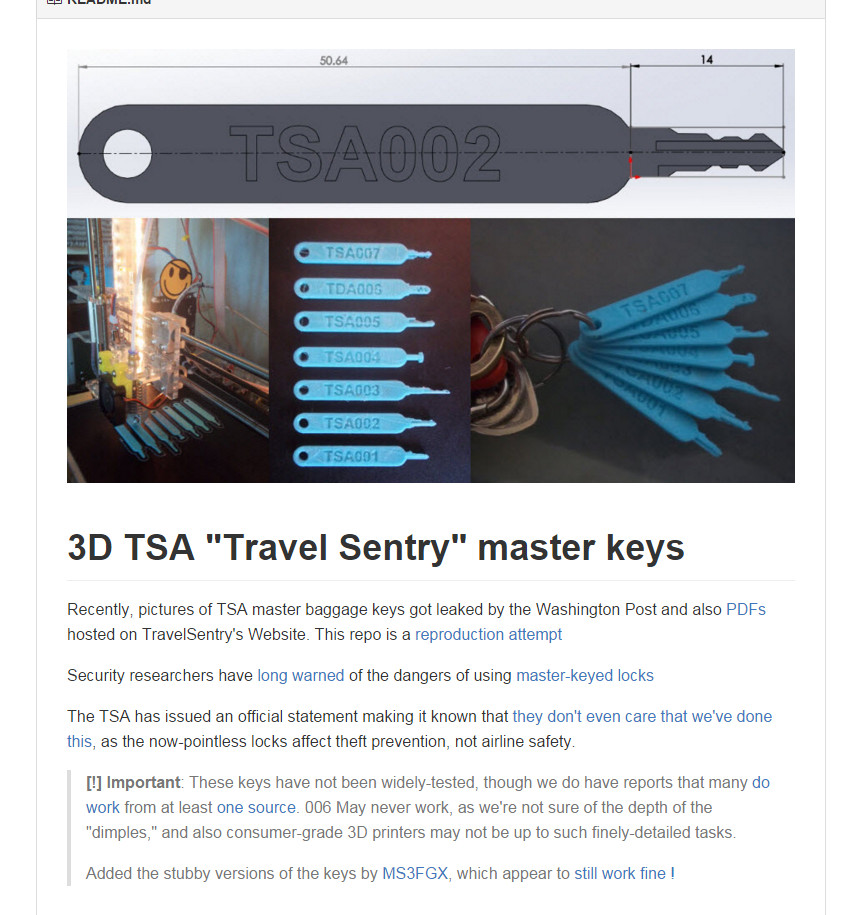 README.md
50.64
14
TSA002
TSA007
TDA006
TSA005
TSA004
TSA003
TSA002
TSA001
TSA007
TDA006
TSA005
TSA004
TSA002
TSA001
3D TSA "Travel Sentry" master keys
Recently, pictures of TSA master baggage keys got leaked by the Washington Post and also PDFs
hosted on TravelSentry's Website. This repo is a reproduction attempt
Security researchers have long warned of the dangers of using master-keyed locks
The TSA has issued an official statement making it known that they don't even care that we've done
this, as the now-pointless locks affect theft prevention, not airline safety.
[!] Important: These keys have not been widely-tested, though we do have reports that many do
work from at least one source. 006 May never work, as we're not sure of the depth of the
"dimples," and also consumer-grade 3D printers may not be up to such finely-detailed tasks.
Added the stubby versions of the keys by MS3FGX, which appear to still work fine !